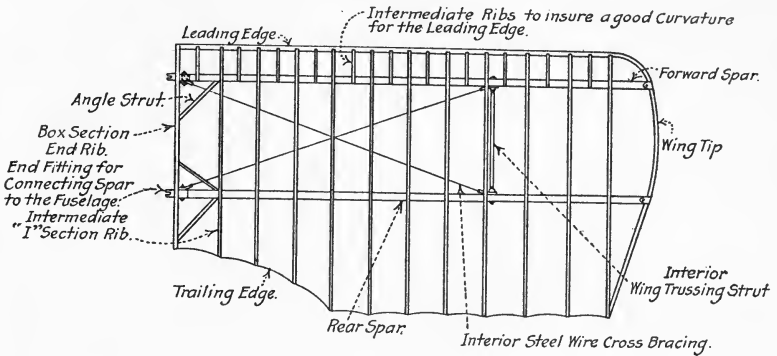 Intermediate Ribs to insure a good Curvature
for the Leading Edge.
Leading Edge.
Forward Spar.
Angle Strut.
Box Section
End Rib.
Wing Tip
End Fitting for
Connecting Spar
to the Fuselage.
Intermediate
"I" Section Rib.
Interior
Wing Trussing Strut
Trailing Edge.
Rear Spar.
Interior Steel Wire Cross Bracing.